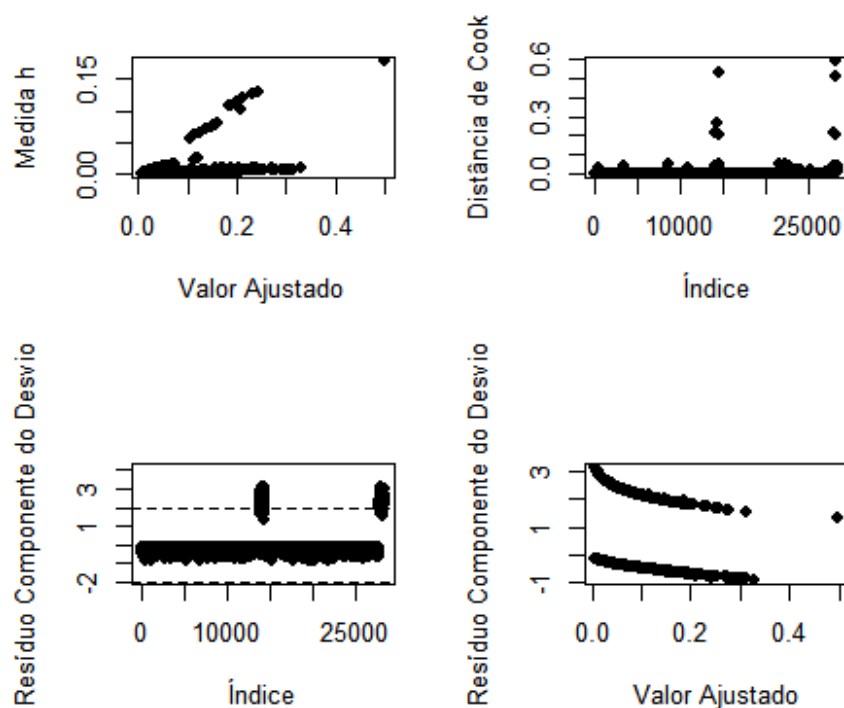 Medida h
0.00
0.15
0.0
0.2
0.4
Valor Ajustado
Distância de Cook
0.0
0.3
0.6
0
10000
25000
Índice
Resíduo Componente do Desvio
-2
1
3
0
10000
25000
Índice
Resíduo Componente do Desvio
-1
1
3
0.0
0.2
0.4
Valor Ajustado